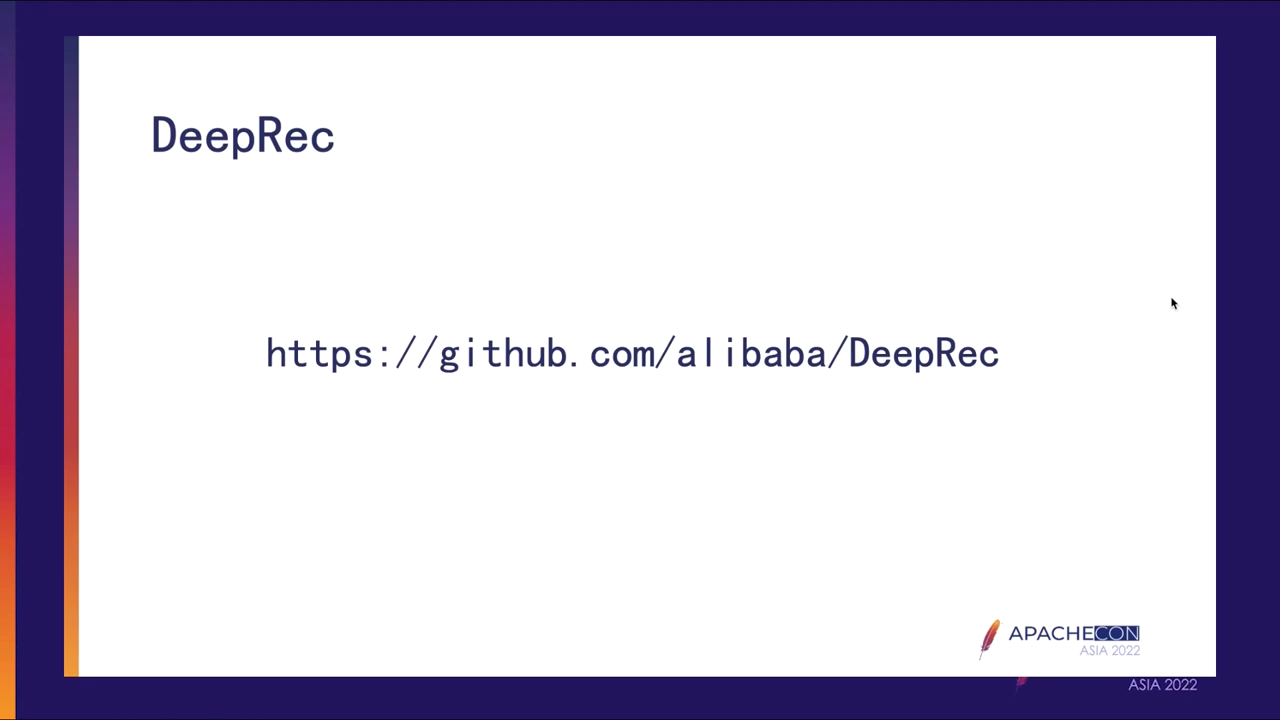 DeepRec
https://github.com/alibaba/DeepRec
APACHECON
ASIA 2022
ASIA 2022